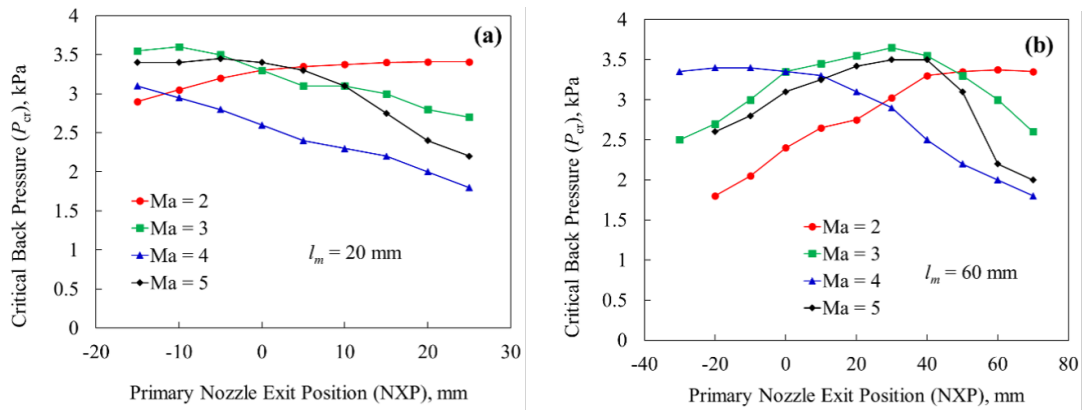 (a)
Critical Back Pressure (Pcr), kPa
4
3.5
3
2.5
2
1.5
1
0.5
0
Ma = 2
Ma = 3
Ma = 4
Ma = 5
lm = 20 mm
-20 -10 0 10 20 30
Primary Nozzle Exit Position (NXP), mm
(b)
Critical Back Pressure (Pcr), kPa
4
3.5
3
2.5
2
1.5
1
0.5
0
Ma = 2
Ma = 3
Ma = 4
Ma = 5
lm = 60 mm
-40 -20 0 20 40 60 80
Primary Nozzle Exit Position (NXP), mm